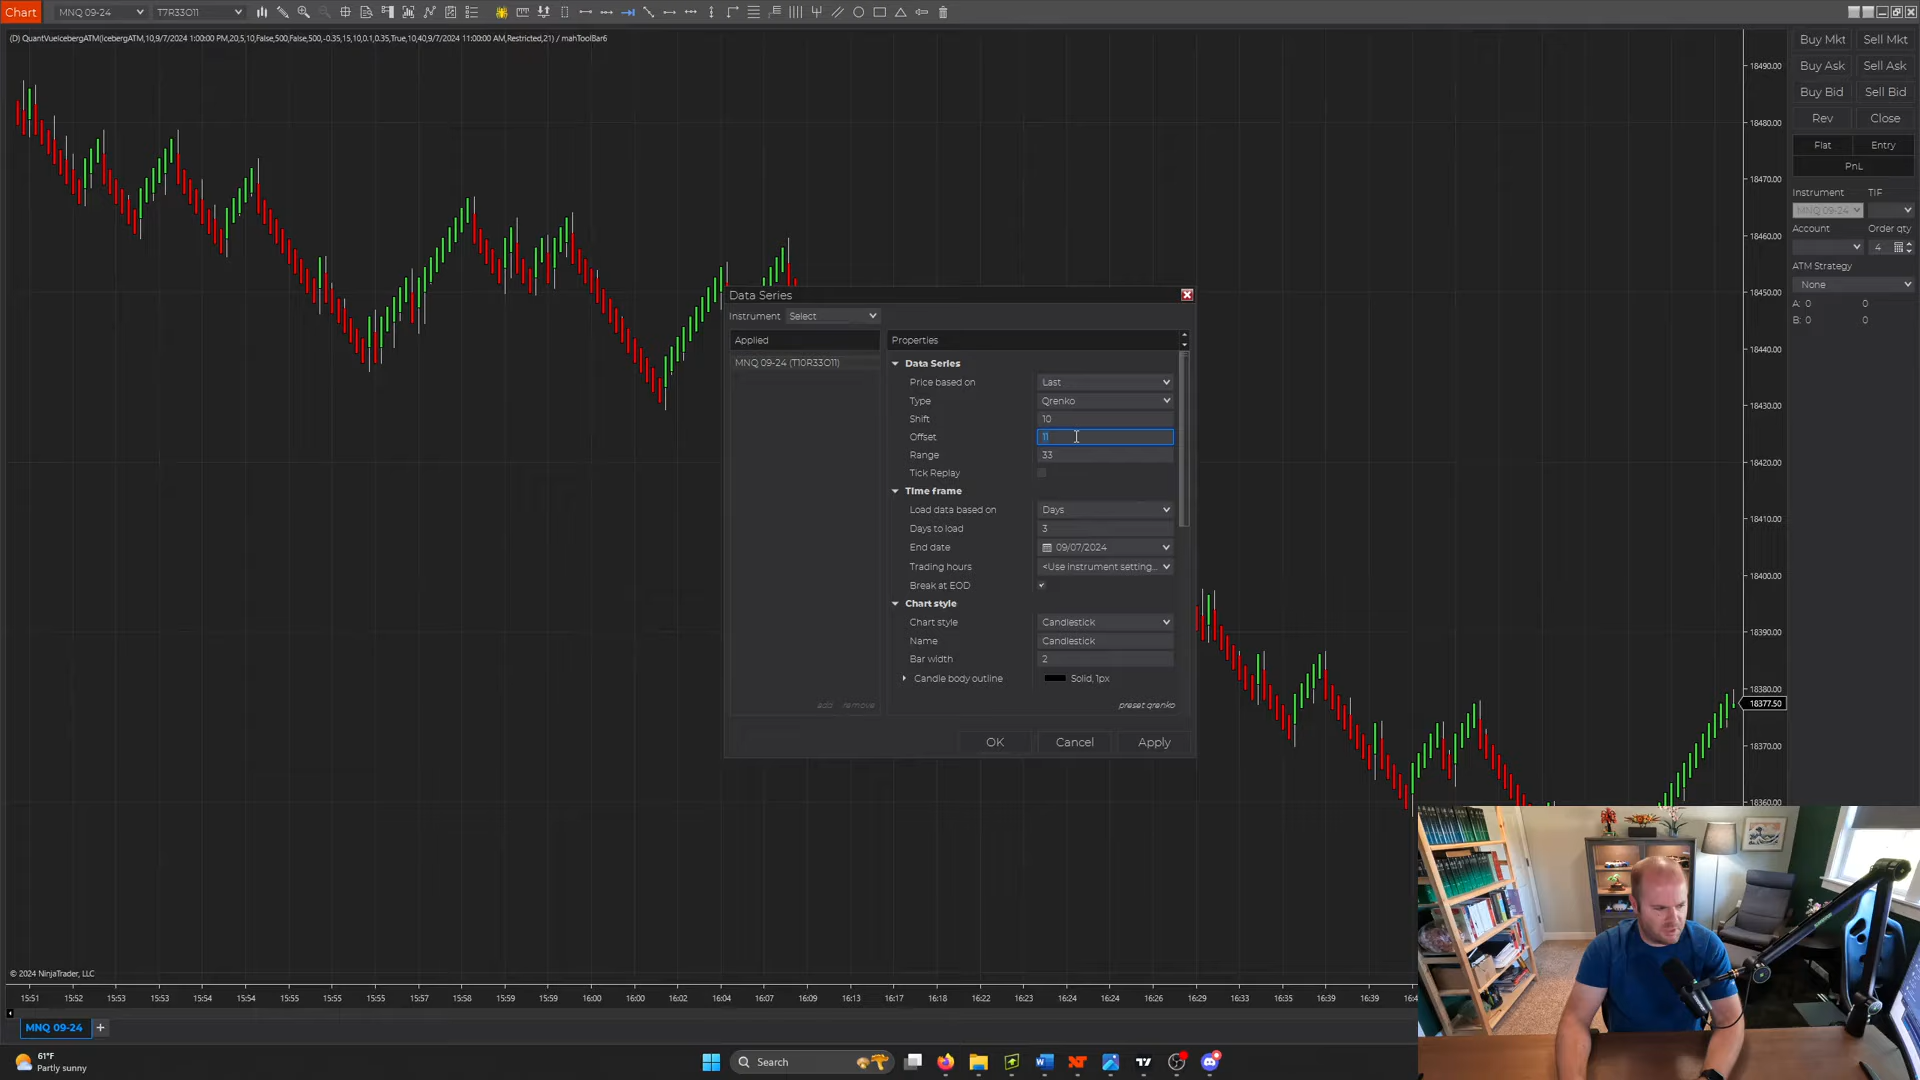 Chart
MNQ 09-24
T7R33O11
(D) QuantVueIcebergATM(IcebergATM,10,9/7/2024 1:00:00 PM,20,5,10,False,500,False,500,-0.35,15,10,0.1,0.35,True,10,40,9/7/2024 11:00:00 AM,Restricted,21) / mahToolBar6
18490.00
18480.00
18470.00
18460.00
18450.00
18440.00
18430.00
18420.00
18410.00
18400.00
18390.00
18380.00
18377.50
18370.00
18360.00
Buy Mkt
Sell Mkt
Buy Ask
Sell Ask
Buy Bid
Sell Bid
Rev
Close
Flat
Entry
PnL
Instrument
TIF
MNQ 09-24
Account
Order qty
4
ATM Strategy
None
A: 0
0
B: 0
0
Data Series
Instrument
Select
Applied
Properties
MNQ 09-24 (T10R33O11)
Data Series
Price based on
Last
Type
Qrenko
Shift
10
Offset
11
Range
33
Tick Replay
Time frame
Load data based on
Days
Days to load
3
End date
09/07/2024
Trading hours
<Use instrument setting...
Break at EOD
Chart style
Chart style
Candlestick
Name
Candlestick
Bar width
2
Candle body outline
Solid, 1px
add
remove
preset qrenko
OK
Cancel
Apply
© 2024 NinjaTrader, LLC
15:51
15:52
15:53
15:53
15:54
15:54
15:55
15:55
15:57
15:58
15:59
15:59
16:00
16:00
16:02
16:04
16:07
16:09
16:13
16:17
16:18
16:22
16:23
16:24
16:24
16:26
16:29
16:33
16:35
16:39
16:39
MNQ 09-24
+
61°F
Partly sunny
Search